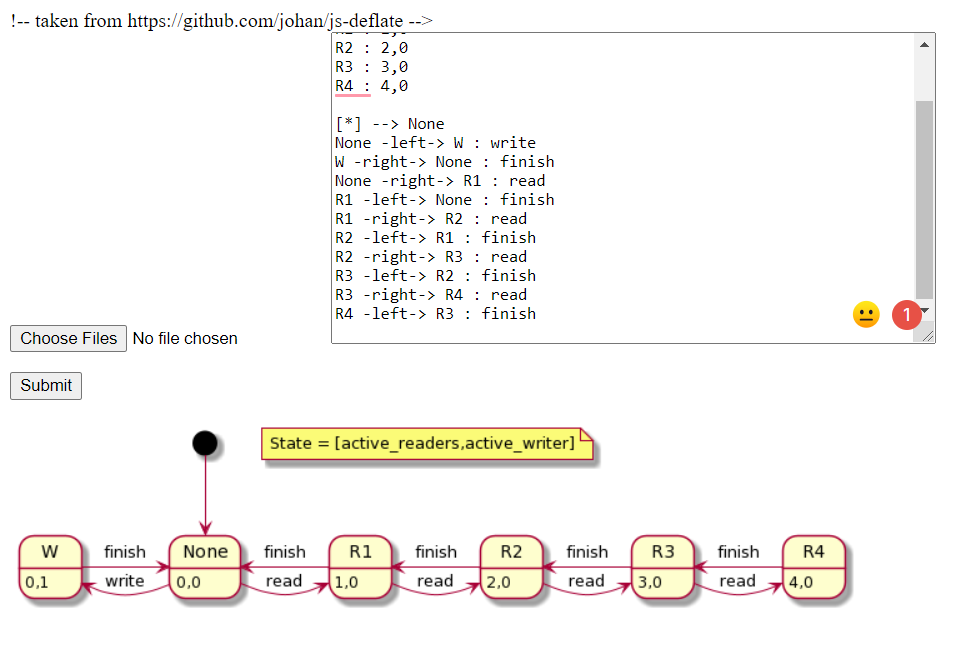 !-- taken from https://github.com/johan/js-deflate -->
R2 : 2,0
R3 : 3,0
R4 : 4,0
[*] --> None
None -left-> W : write
W -right-> None : finish
None -right-> R1 : read
R1 -left-> None : finish
R1 -right-> R2 : read
R2 -left-> R1 : finish
R2 -right-> R3 : read
R3 -left-> R2 : finish
R3 -right-> R4 : read
R4 -left-> R3 : finish
1
Choose Files No file chosen
Submit
State = [active_readers,active_writer]
W finish None finish R1 finish R2 finish R3 finish R4
0,1 write 0,0 read 1,0 read 2,0 read 3,0 read 4,0